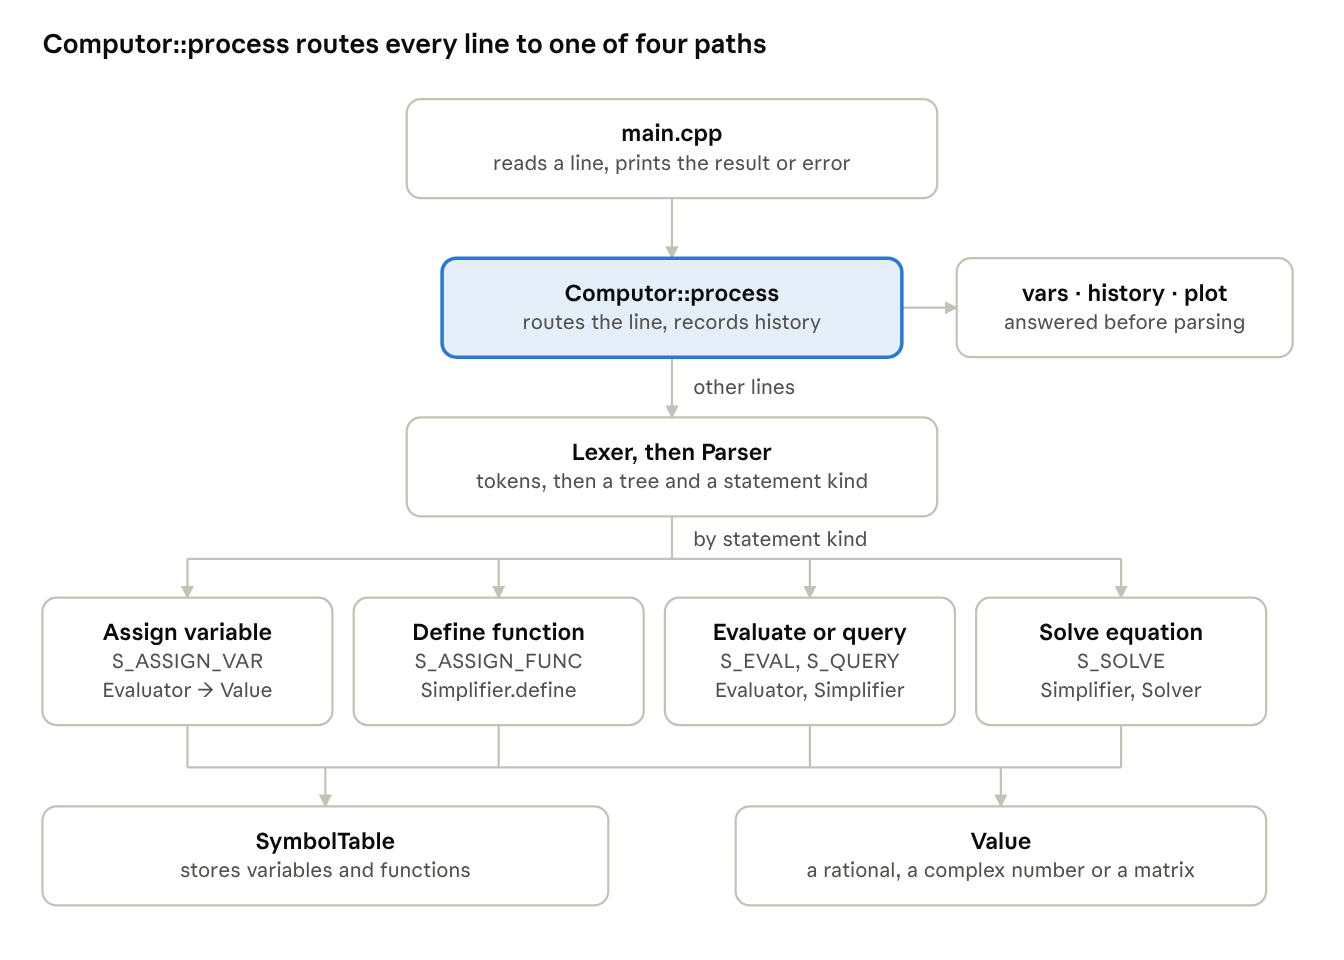 Computor::process routes every line to one of four paths
main.cpp
reads a line, prints the result or error
Computor::process
routes the line, records history
vars · history · plot
answered before parsing
other lines
Lexer, then Parser
tokens, then a tree and a statement kind
by statement kind
Assign variable
S_ASSIGN_VAR
Evaluator → Value
Define function
S_ASSIGN_FUNC
Simplifier.define
Evaluate or query
S_EVAL, S_QUERY
Evaluator, Simplifier
Solve equation
S_SOLVE
Simplifier, Solver
SymbolTable
stores variables and functions
Value
a rational, a complex number or a matrix